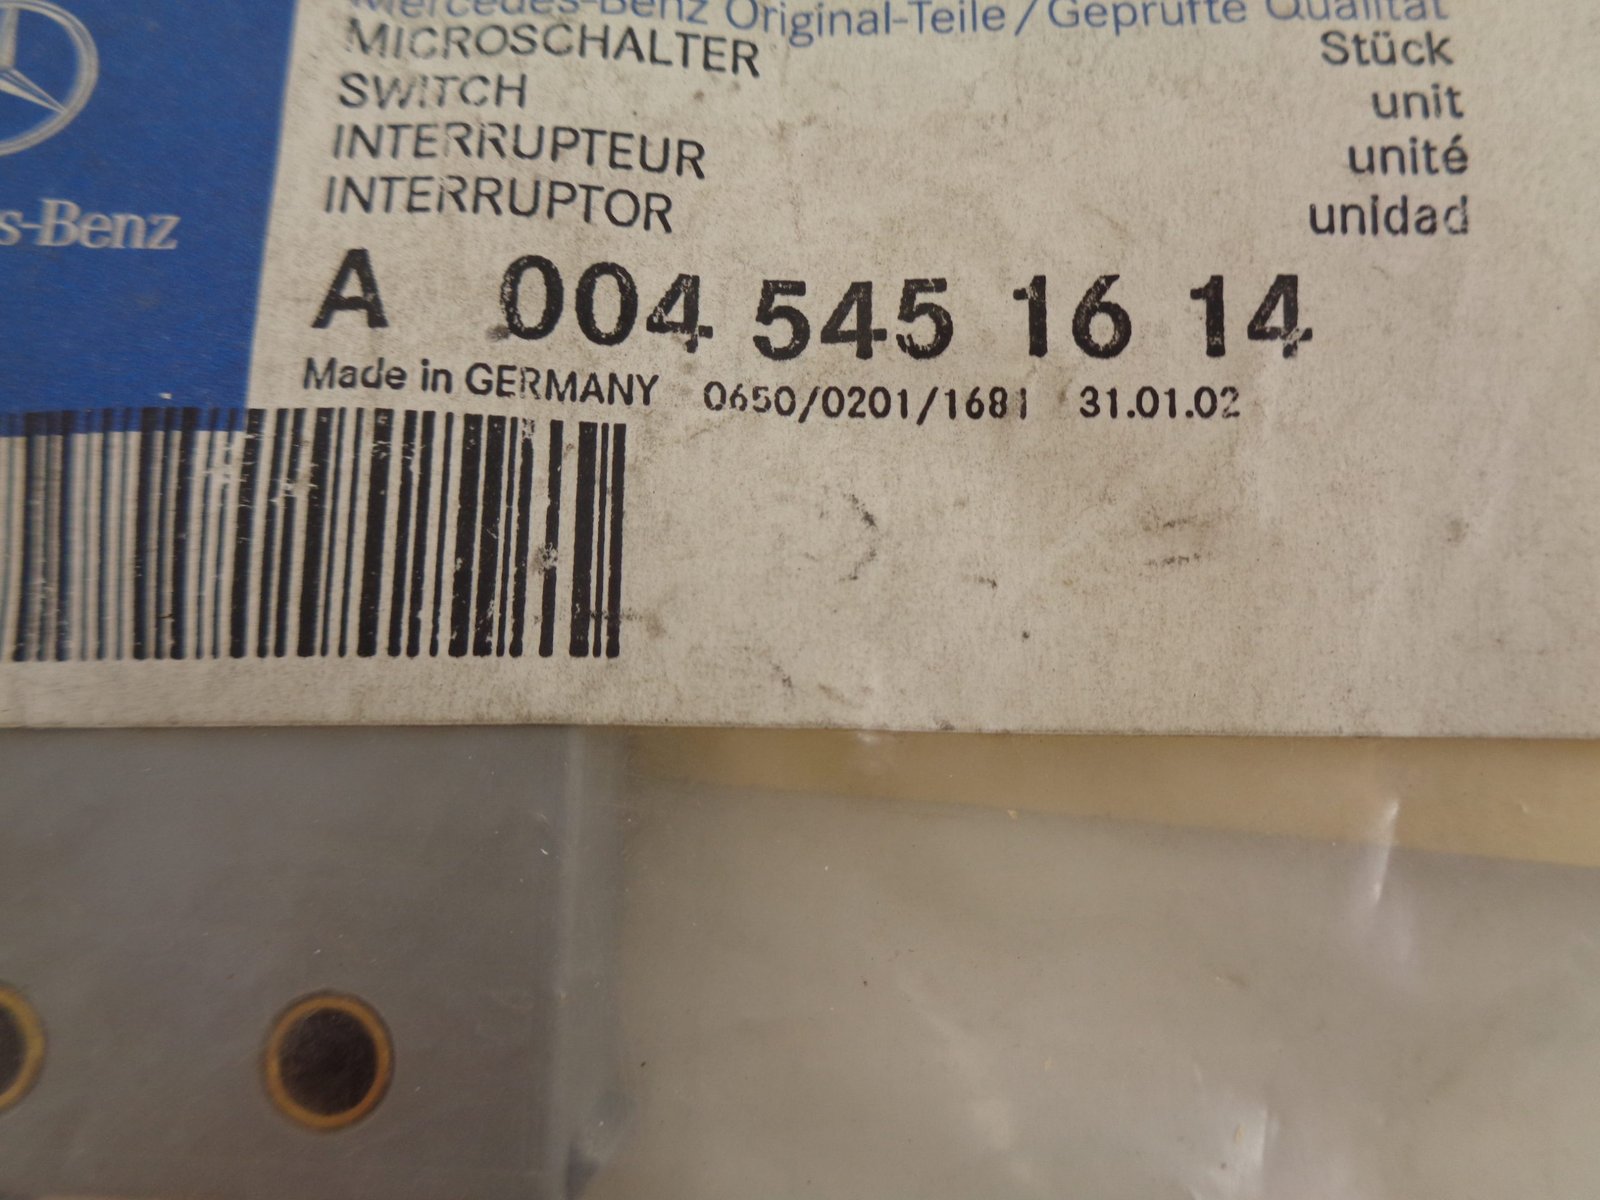 Mercedes-Benz Original-Teile/Geprüfte Qualität
MICROSCHALTER Stück
SWITCH unit
INTERRUPTEUR unité
INTERRUPTOR unidad
s-Benz
A 004 545 16 14
Made in GERMANY 0650/0201/1681 31.01.02